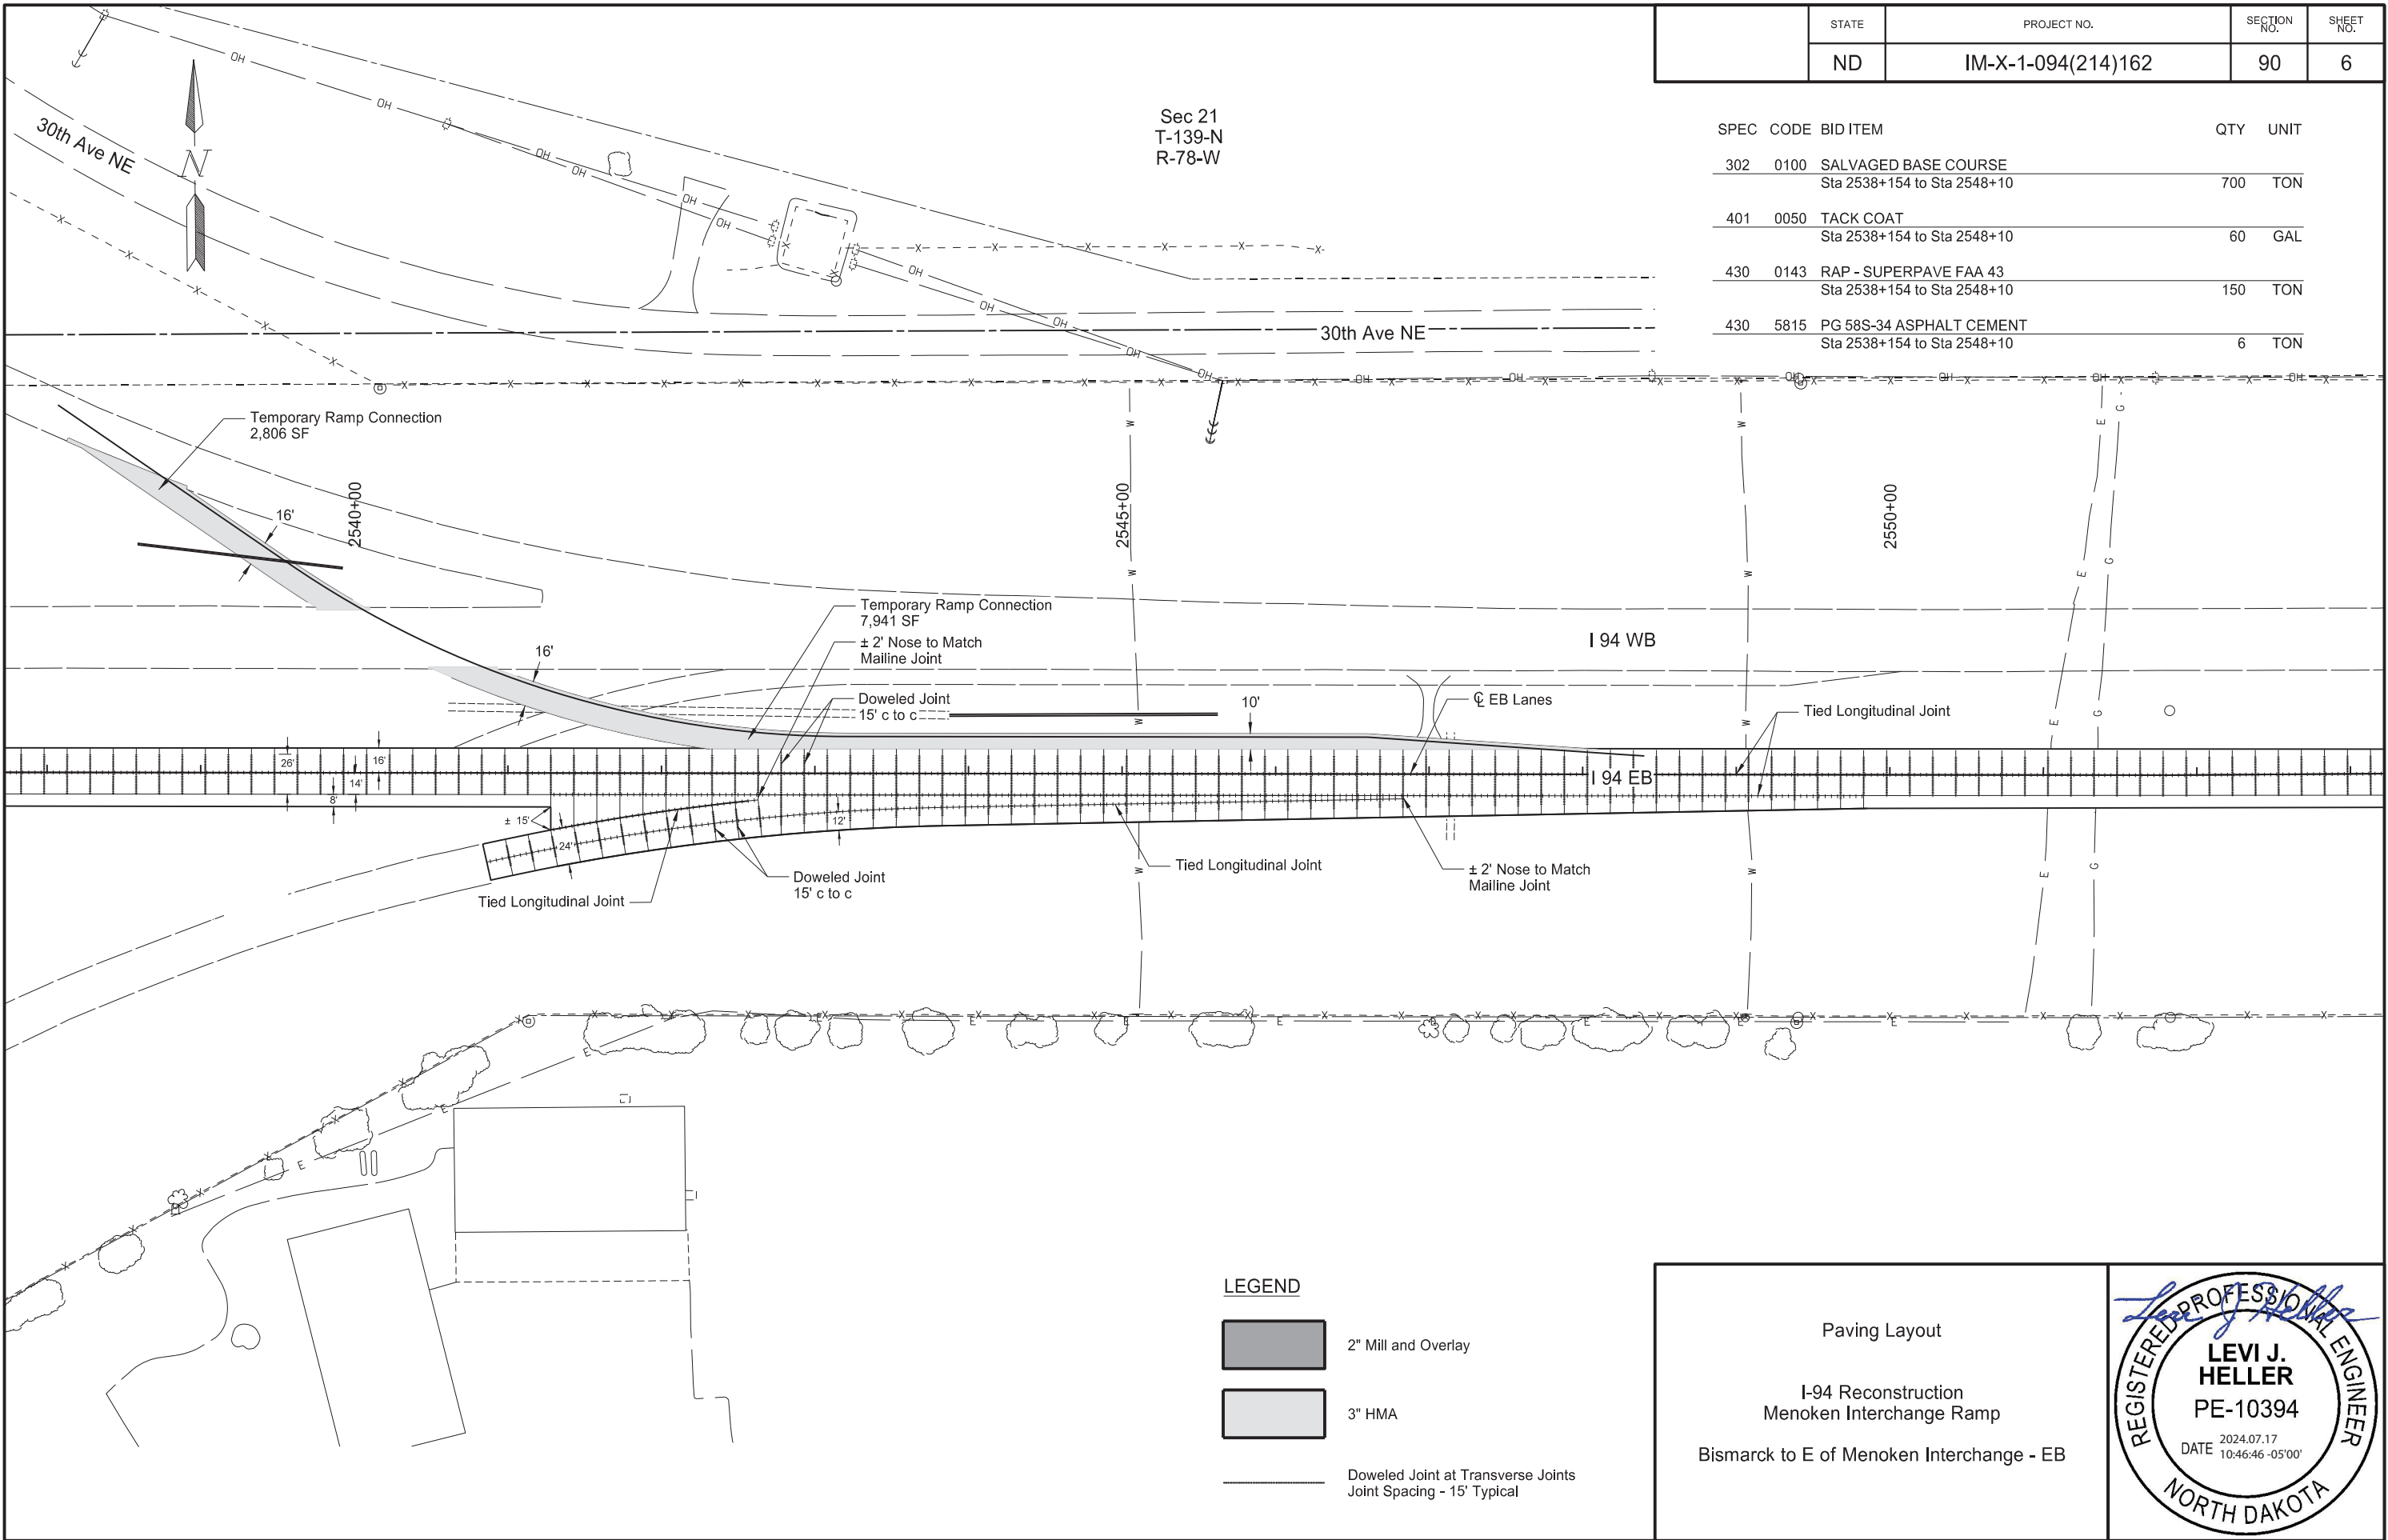 STATE
PROJECT NO.
SECTION NO.
SHEET NO.
ND
IM-X-1-094(214)162
90
6
Sec 21
T-139-N
R-78-W
SPEC CODE BID ITEM QTY UNIT
302 0100 SALVAGED BASE COURSE
Sta 2538+154 to Sta 2548+10 700 TON
401 0050 TACK COAT
Sta 2538+154 to Sta 2548+10 60 GAL
430 0143 RAP - SUPERPAVE FAA 43
Sta 2538+154 to Sta 2548+10 150 TON
430 5815 PG 58S-34 ASPHALT CEMENT
Sta 2538+154 to Sta 2548+10 6 TON
30th Ave NE
N
30th Ave NE
Temporary Ramp Connection
2,806 SF
16'
2540+00
2545+00
2550+00
Temporary Ramp Connection
7,941 SF
± 2' Nose to Match
Mailine Joint
I 94 WB
16'
Doweled Joint
15' c to c
10'
℄ EB Lanes
Tied Longitudinal Joint
26'
16'
14'
8'
I 94 EB
± 15'
24'
12'
Doweled Joint
15' c to c
Tied Longitudinal Joint
Tied Longitudinal Joint
± 2' Nose to Match
Mailine Joint
LEGEND
2" Mill and Overlay
3" HMA
Doweled Joint at Transverse Joints
Joint Spacing - 15' Typical
Paving Layout
I-94 Reconstruction
Menoken Interchange Ramp
Bismarck to E of Menoken Interchange - EB
Levi J Heller
REGISTERED PROFESSIONAL ENGINEER
LEVI J.
HELLER
PE-10394
DATE 2024.07.17
10:46:46 -05'00'
NORTH DAKOTA